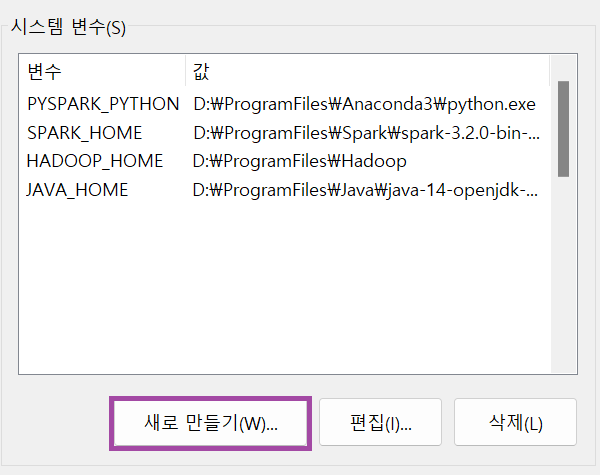 시스템 변수(S)
변수 값
PYSPARK_PYTHON D:₩ProgramFiles₩Anaconda3₩python.exe
SPARK_HOME D:₩ProgramFiles₩Spark₩spark-3.2.0-bin-...
HADOOP_HOME D:₩ProgramFiles₩Hadoop
JAVA_HOME D:₩ProgramFiles₩Java₩java-14-openjdk-...
새로 만들기(W)... 편집(I)... 삭제(L)